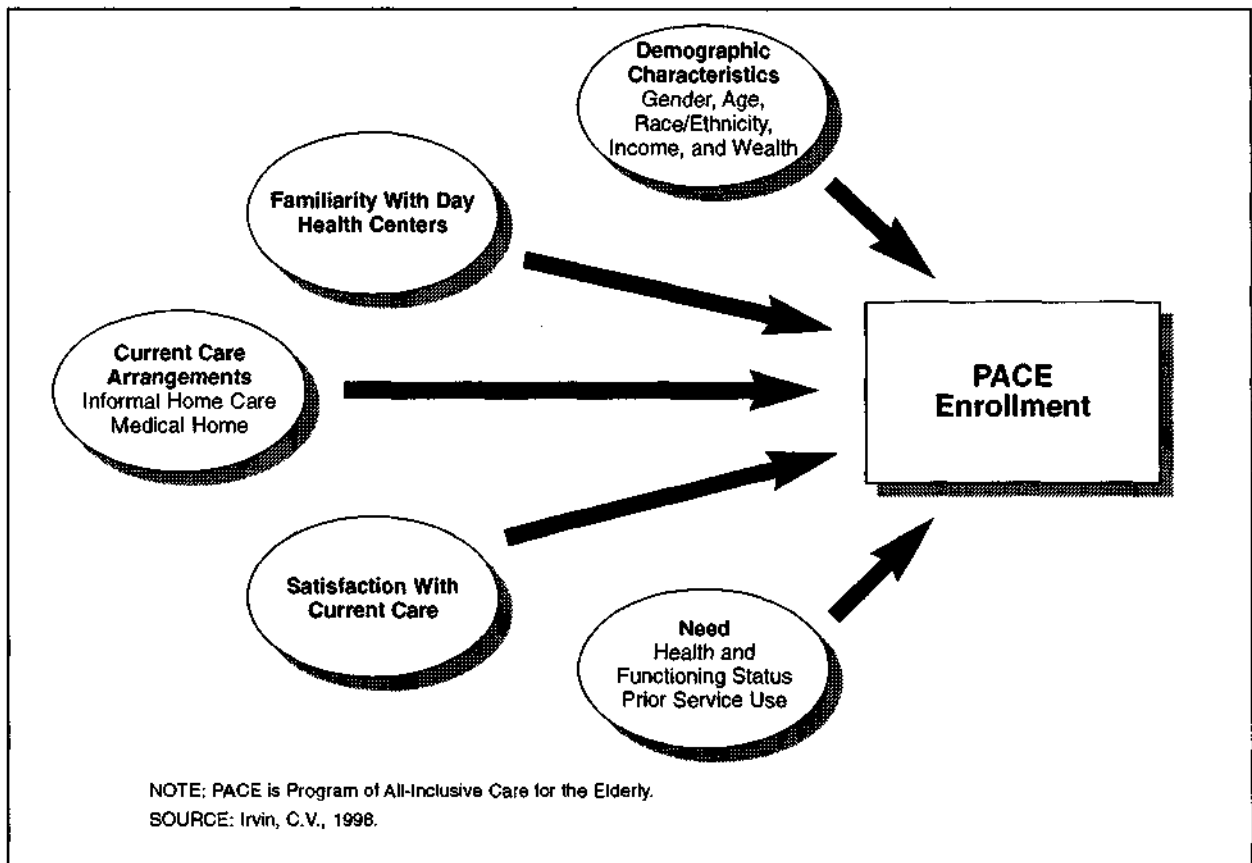 Demographic
Characteristics
Gender, Age,
Race/Ethnicity,
Income, and Wealth
Familiarity With Day
Health Centers
Current Care
Arrangements
Informal Home Care
Medical Home
PACE
Enrollment
Satisfaction With
Current Care
Need
Health and
Functioning Status
Prior Service Use
NOTE: PACE is Program of All-Inclusive Care for the Elderly.
SOURCE: Irvin, C.V., 1996.